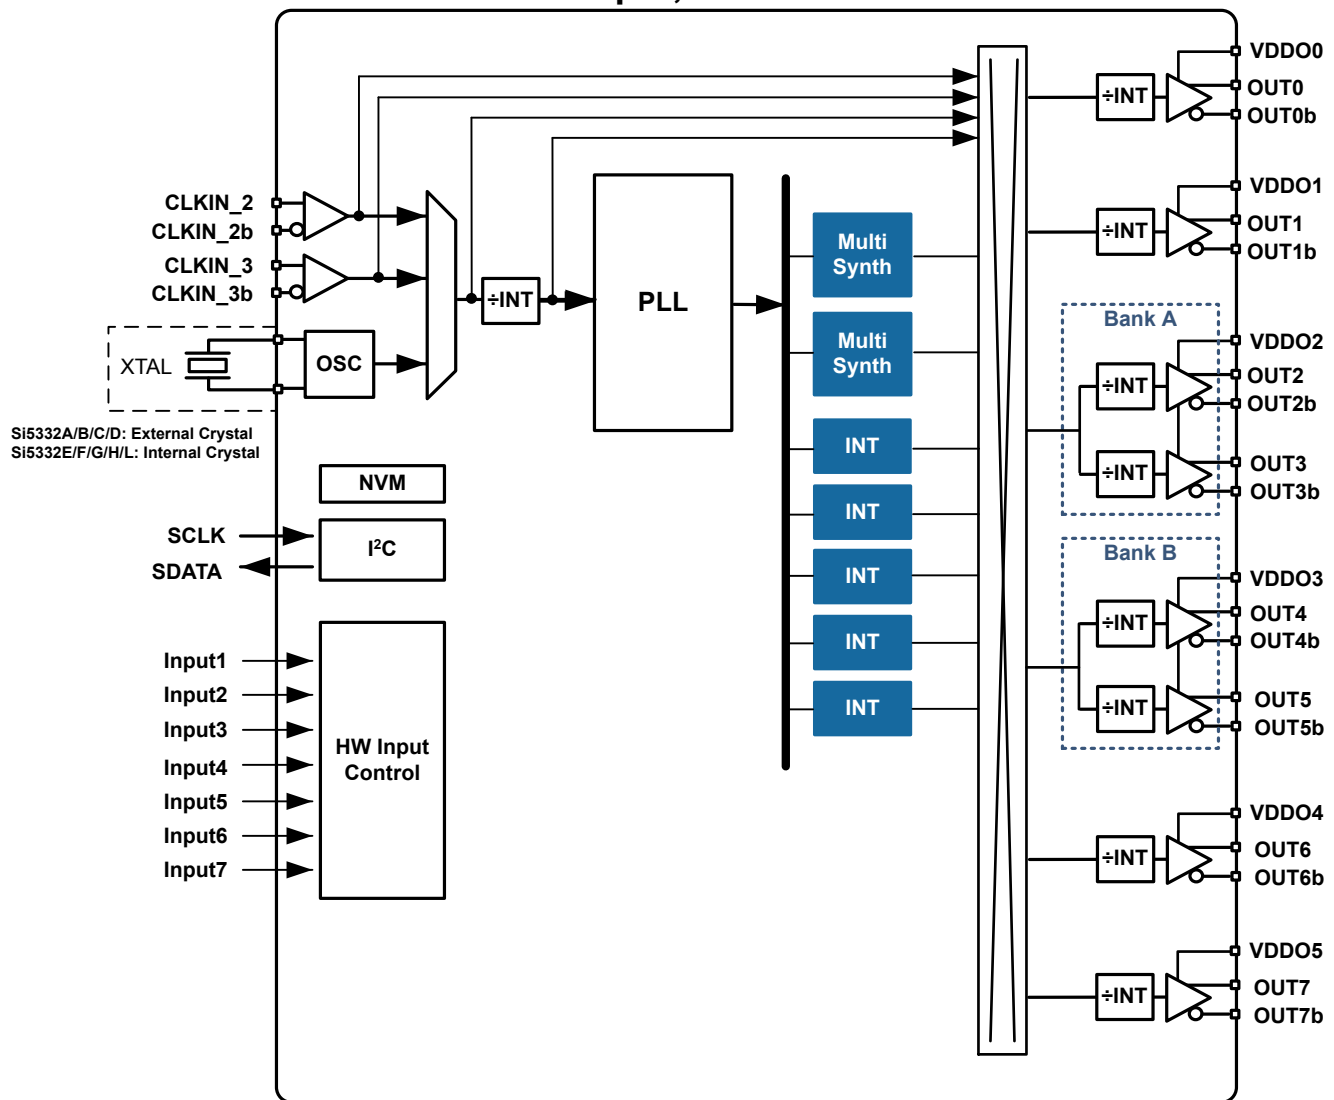 CLKIN_2
CLKIN_2b
CLKIN_3
CLKIN_3b
XTAL
OSC
Si5332A/B/C/D: External Crystal
Si5332E/F/G/H/L: Internal Crystal
÷INT
PLL
NVM
SCLK
SDATA
I²C
Input1
Input2
Input3
Input4
Input5
Input6
Input7
HW Input
Control
Multi
Synth
Multi
Synth
INT
INT
INT
INT
INT
÷INT
VDDO0
OUT0
OUT0b
÷INT
VDDO1
OUT1
OUT1b
Bank A
÷INT
VDDO2
OUT2
OUT2b
÷INT
OUT3
OUT3b
Bank B
÷INT
VDDO3
OUT4
OUT4b
÷INT
OUT5
OUT5b
÷INT
VDDO4
OUT6
OUT6b
÷INT
VDDO5
OUT7
OUT7b